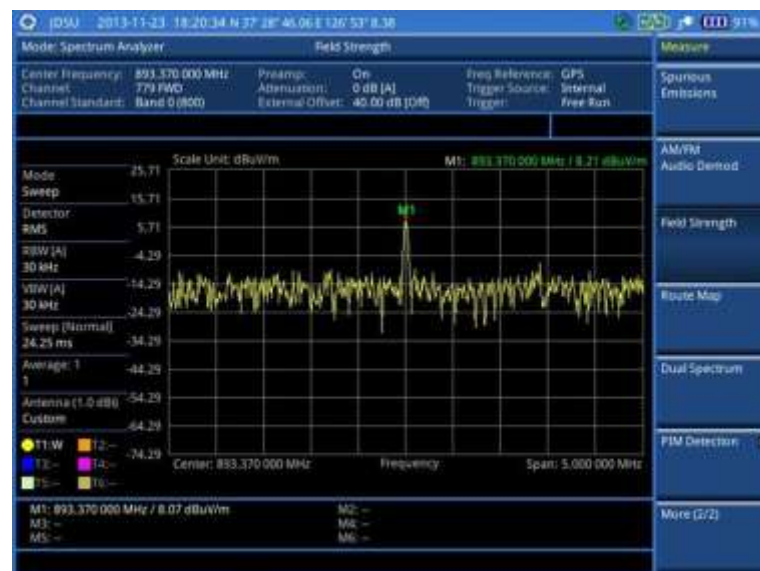 JDSU 2013-11-23 18:20:34 N 37° 28' 46.06 E 126° 53' 8.38 91%
Mode: Spectrum Analyzer Field Strength Measure
Center Frequency: 893.370 000 MHz Preamp: On Freq Reference: GPS
Channel: 779 FWD Attenuation: 0 dB [A] Trigger Source: Internal
Channel Standard: Band 0 (800) External Offset: 40.00 dB [Off] Trigger: Free Run
Spurious Emissions
AM/FM Audio Demod
Field Strength
Route Map
Dual Spectrum
PIM Detection
More (2/2)
Scale Unit: dBuV/m M1: 893.370 000 MHz / 8.21 dBuV/m
Mode
Sweep
Detector
RMS
RBW [A]
30 kHz
VBW [A]
30 kHz
Sweep [Normal]
24.25 ms
Average: 1
1
Antenna (1.0 dBi)
Custom
T1:W T2:--
T3:-- T4:--
T5:-- T6:--
25.71
15.71
5.71
-4.29
-14.29
-24.29
-34.29
-44.29
-54.29
-64.29
-74.29
M1
Center: 893.370 000 MHz Frequency Span: 5.000 000 MHz
M1: 893.370 000 MHz / 8.07 dBuV/m M2: --
M3: -- M4: --
M5: -- M6: --